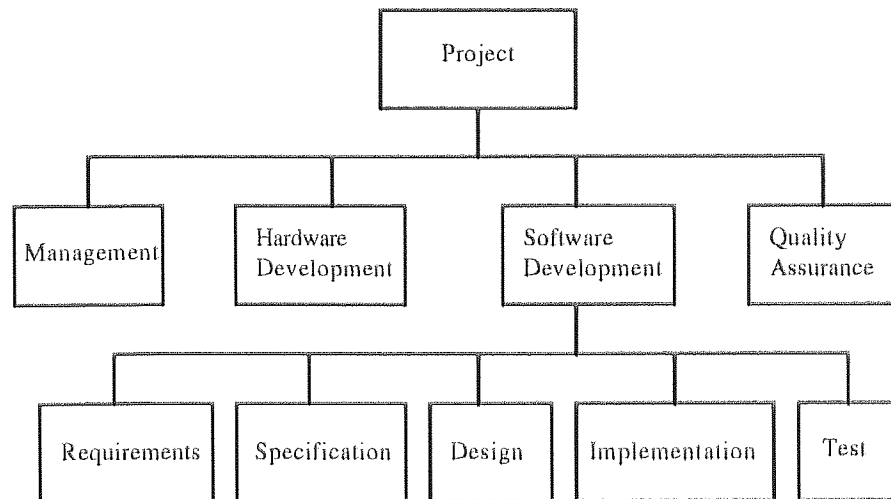 Project
Management
Hardware
Development
Software
Development
Quality
Assurance
Requirements
Specification
Design
Implementation
Test